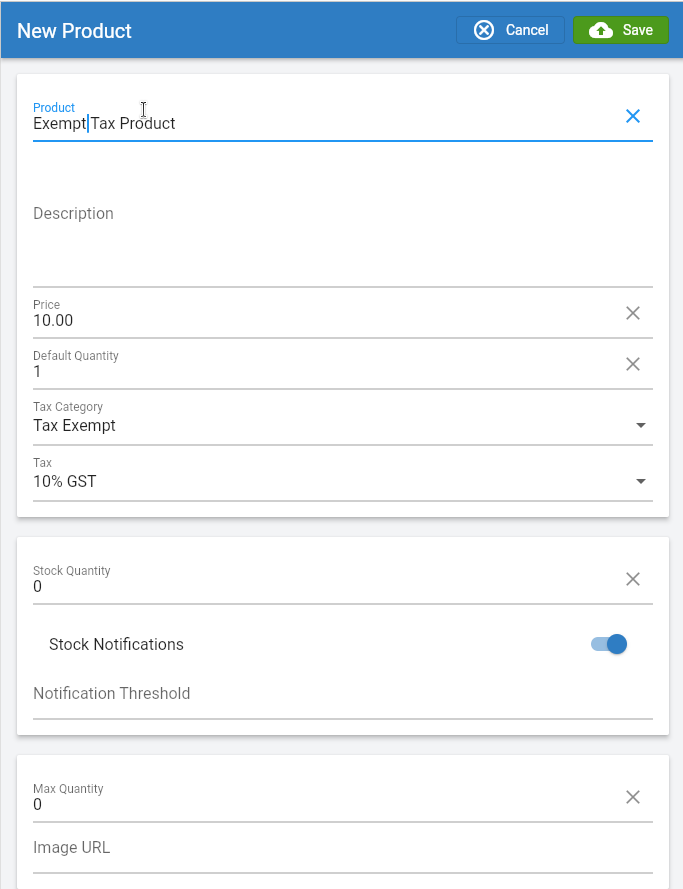 New Product
Cancel
Save
Product
Exempt Tax Product
Description
Price
10.00
Default Quantity
1
Tax Category
Tax Exempt
Tax
10% GST
Stock Quantity
0
Stock Notifications
Notification Threshold
Max Quantity
0
Image URL